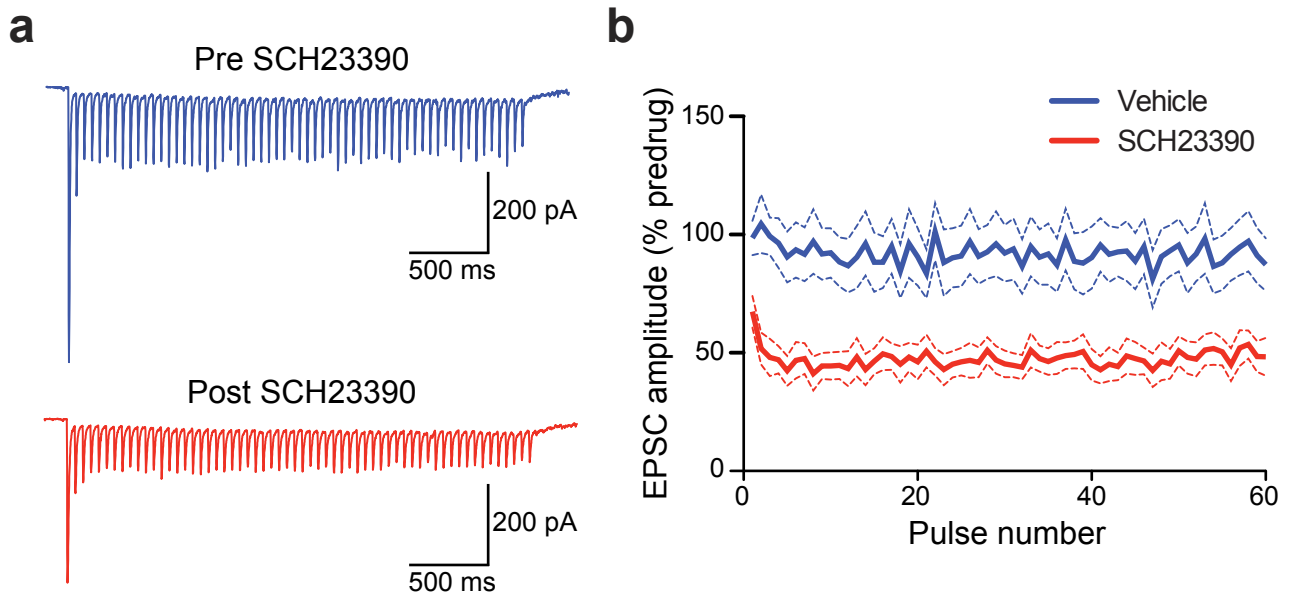 a
Pre SCH23390
200 pA
500 ms
Post SCH23390
200 pA
500 ms
b
EPSC amplitude (% predrug)
150
100
50
0
0
20
40
60
Pulse number
Vehicle
SCH23390